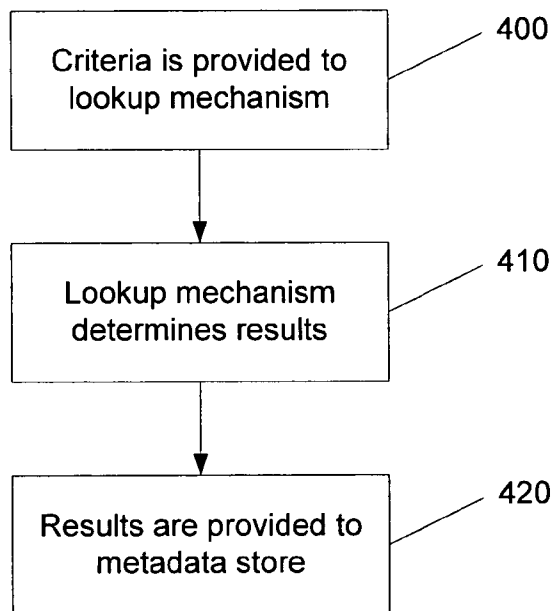 400
Criteria is provided to
lookup mechanism
410
Lookup mechanism
determines results
420
Results are provided to
metadata store